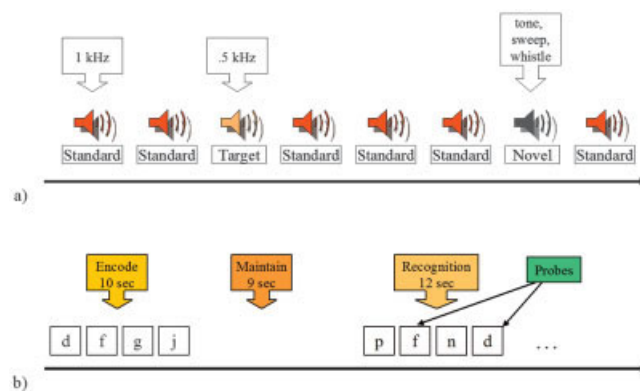 1 kHz
.5 kHz
tone,
sweep,
whistle
Standard
Standard
Target
Standard
Standard
Standard
Novel
Standard
a)
Encode
10 sec
Maintain
9 sec
Recognition
12 sec
Probes
d f g j
p f n d ...
b)